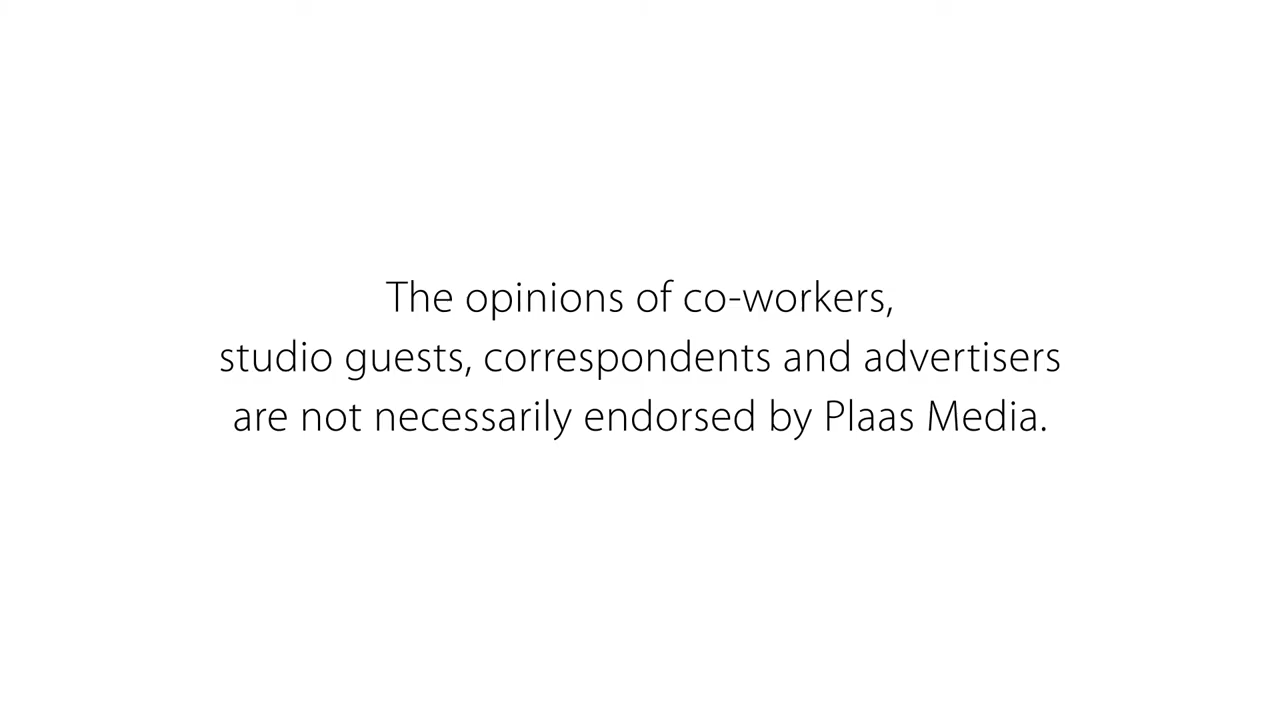 The opinions of co-workers,
studio guests, correspondents and advertisers
are not necessarily endorsed by Plaas Media.